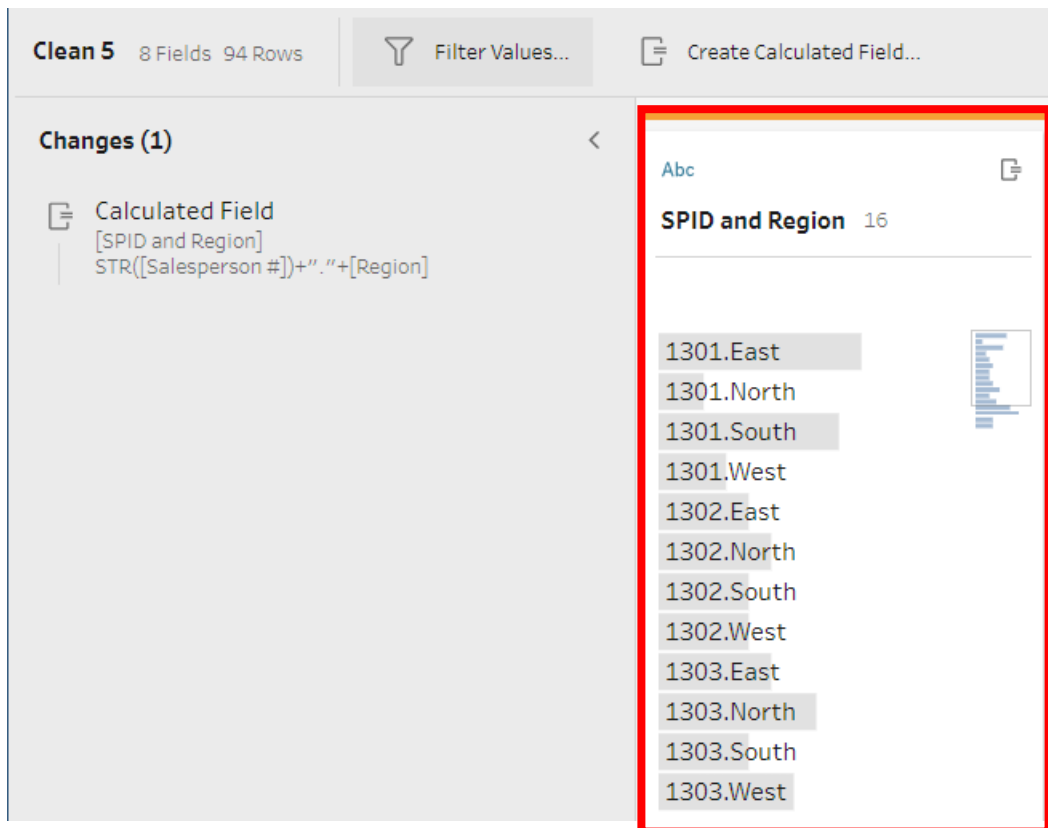 Clean 5 8 Fields 94 Rows Filter Values... Create Calculated Field...
Changes (1)
Calculated Field
[SPID and Region]
STR([Salesperson #])+"."+[Region]
Abc
SPID and Region 16
1301.East
1301.North
1301.South
1301.West
1302.East
1302.North
1302.South
1302.West
1303.East
1303.North
1303.South
1303.West